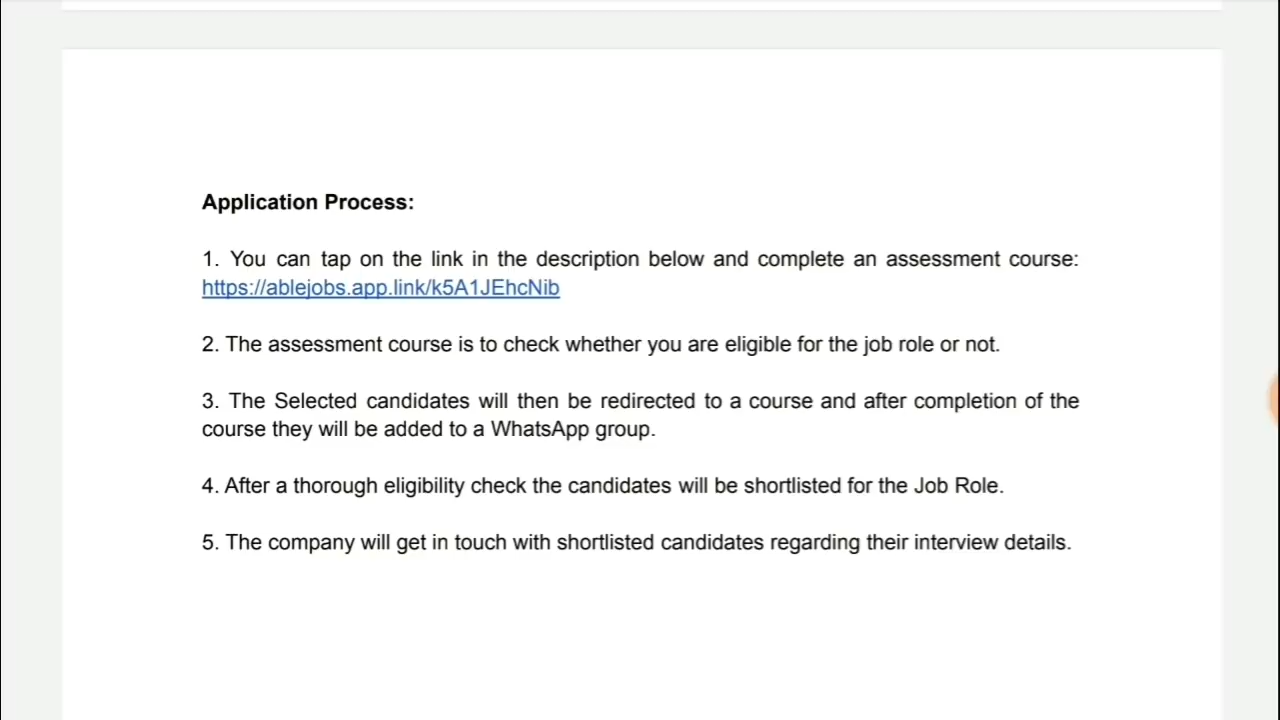 Application Process:
1. You can tap on the link in the description below and complete an assessment course:
https://ablejobs.app.link/k5A1JEhcNib
2. The assessment course is to check whether you are eligible for the job role or not.
3. The Selected candidates will then be redirected to a course and after completion of the
course they will be added to a WhatsApp group.
4. After a thorough eligibility check the candidates will be shortlisted for the Job Role.
5. The company will get in touch with shortlisted candidates regarding their interview details.